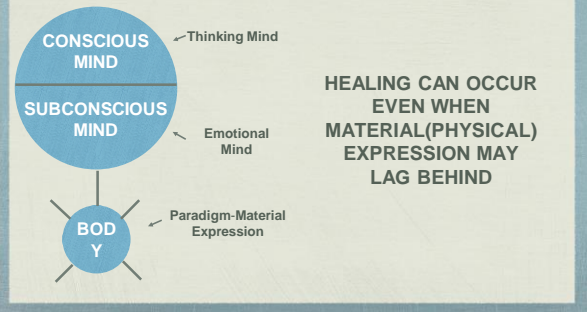 CONSCIOUS
MIND
Thinking Mind
SUBCONSCIOUS
MIND
Emotional
Mind
BOD
Y
Paradigm-Material
Expression
HEALING CAN OCCUR
EVEN WHEN
MATERIAL(PHYSICAL)
EXPRESSION MAY
LAG BEHIND